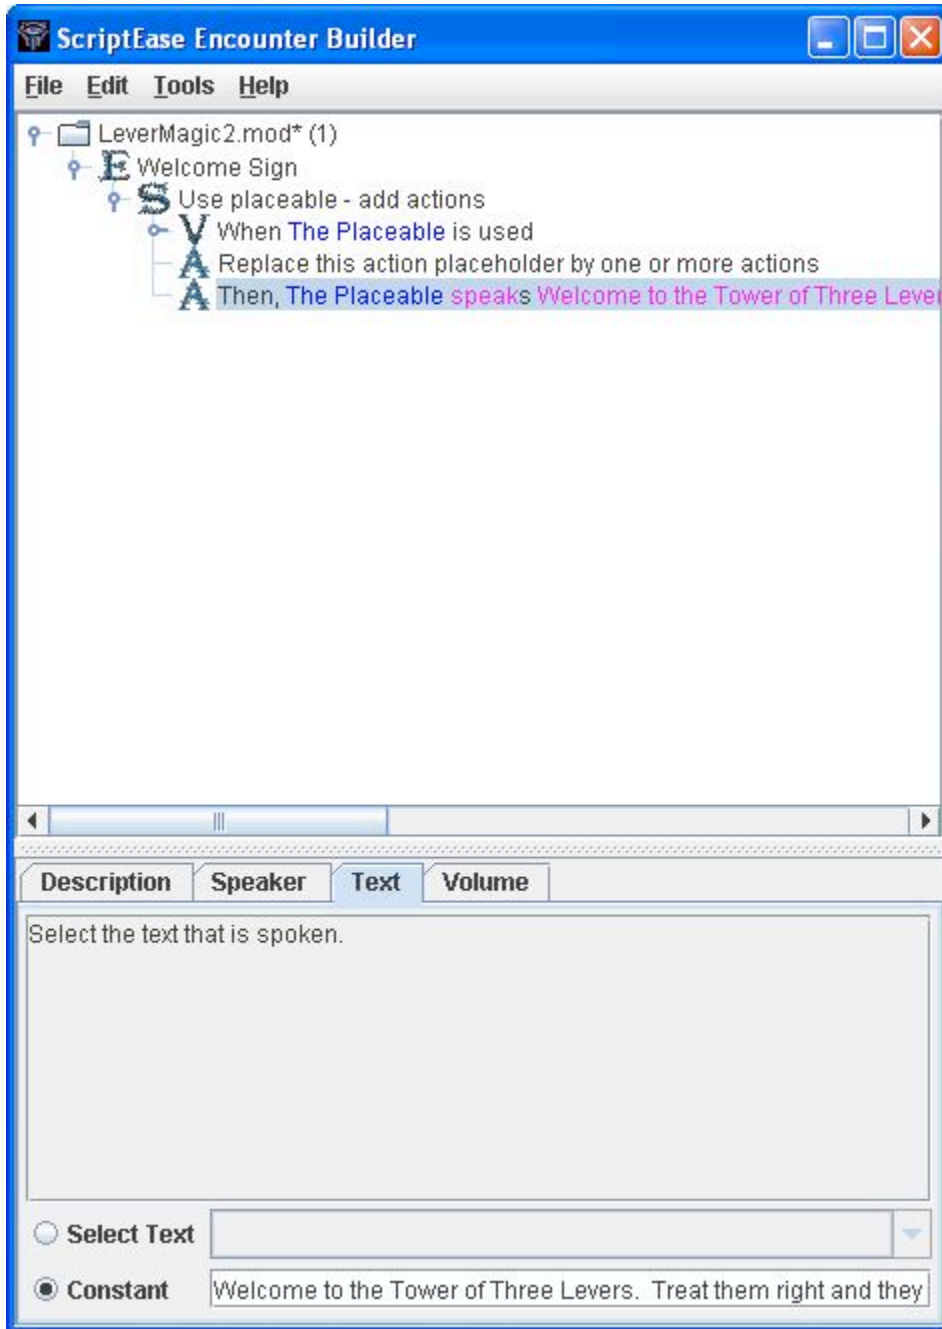 ScriptEase Encounter Builder
File Edit Tools Help
LeverMagic2.mod* (1)
E Welcome Sign
S Use placeable - add actions
V When The Placeable is used
A Replace this action placeholder by one or more actions
A Then, The Placeable speaks Welcome to the Tower of Three Lever
Description Speaker Text Volume
Select the text that is spoken.
Select Text
Constant Welcome to the Tower of Three Levers. Treat them right and they